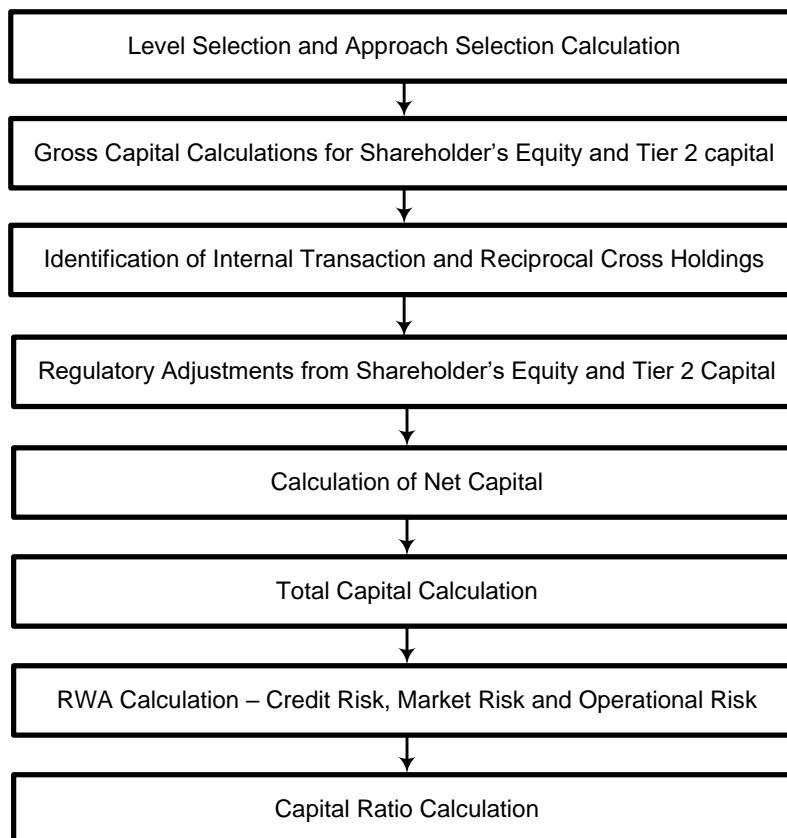 Level Selection and Approach Selection Calculation
Gross Capital Calculations for Shareholder’s Equity and Tier 2 capital
Identification of Internal Transaction and Reciprocal Cross Holdings
Regulatory Adjustments from Shareholder’s Equity and Tier 2 Capital
Calculation of Net Capital
Total Capital Calculation
RWA Calculation – Credit Risk, Market Risk and Operational Risk
Capital Ratio Calculation